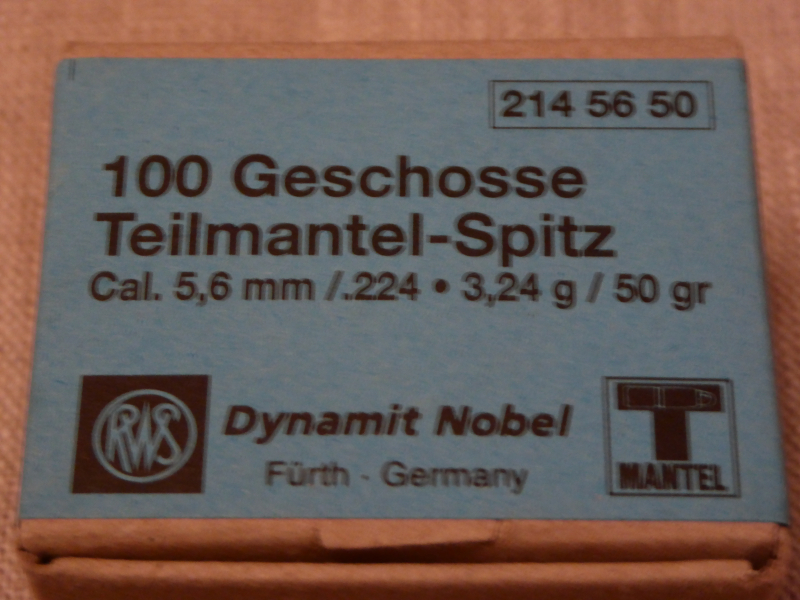 214 56 50
100 Geschosse
Teilmantel-Spitz
Cal. 5,6 mm /.224 • 3,24 g / 50 gr
RWS
Dynamit Nobel
Fürth - Germany
T
MANTEL